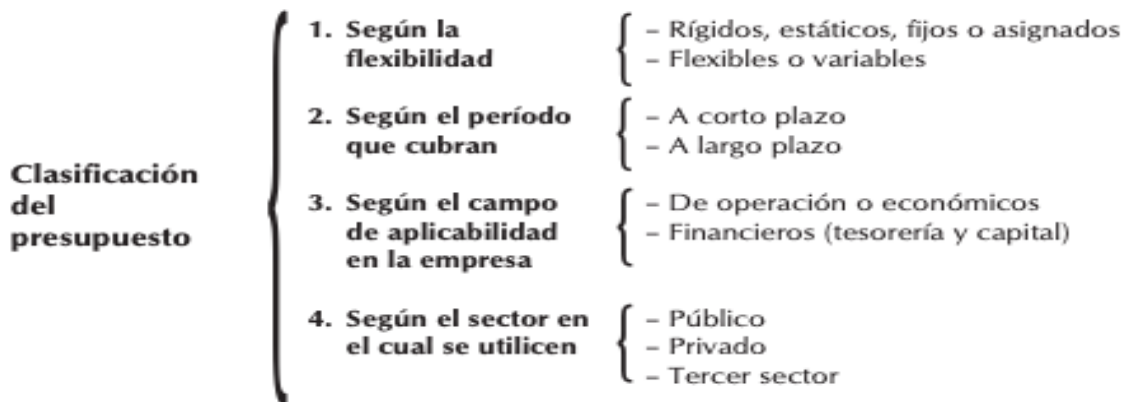 Clasificación
del
presupuesto
1. Según la
flexibilidad
– Rígidos, estáticos, fijos o asignados
– Flexibles o variables
2. Según el período
que cubran
– A corto plazo
– A largo plazo
3. Según el campo
de aplicabilidad
en la empresa
– De operación o económicos
– Financieros (tesorería y capital)
4. Según el sector en
el cual se utilicen
– Público
– Privado
– Tercer sector